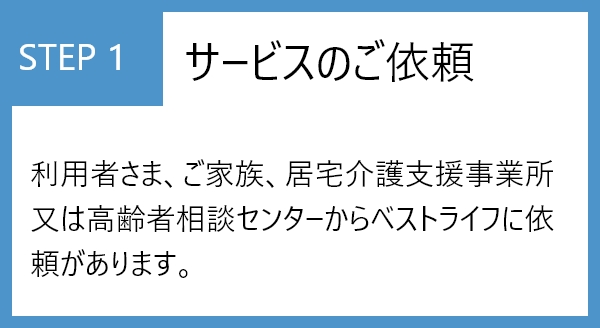 STEP 1
サービスのご依頼
利用者さま、ご家族、居宅介護支援事業所
又は高齢者相談センターからベストライフに依
頼があります。